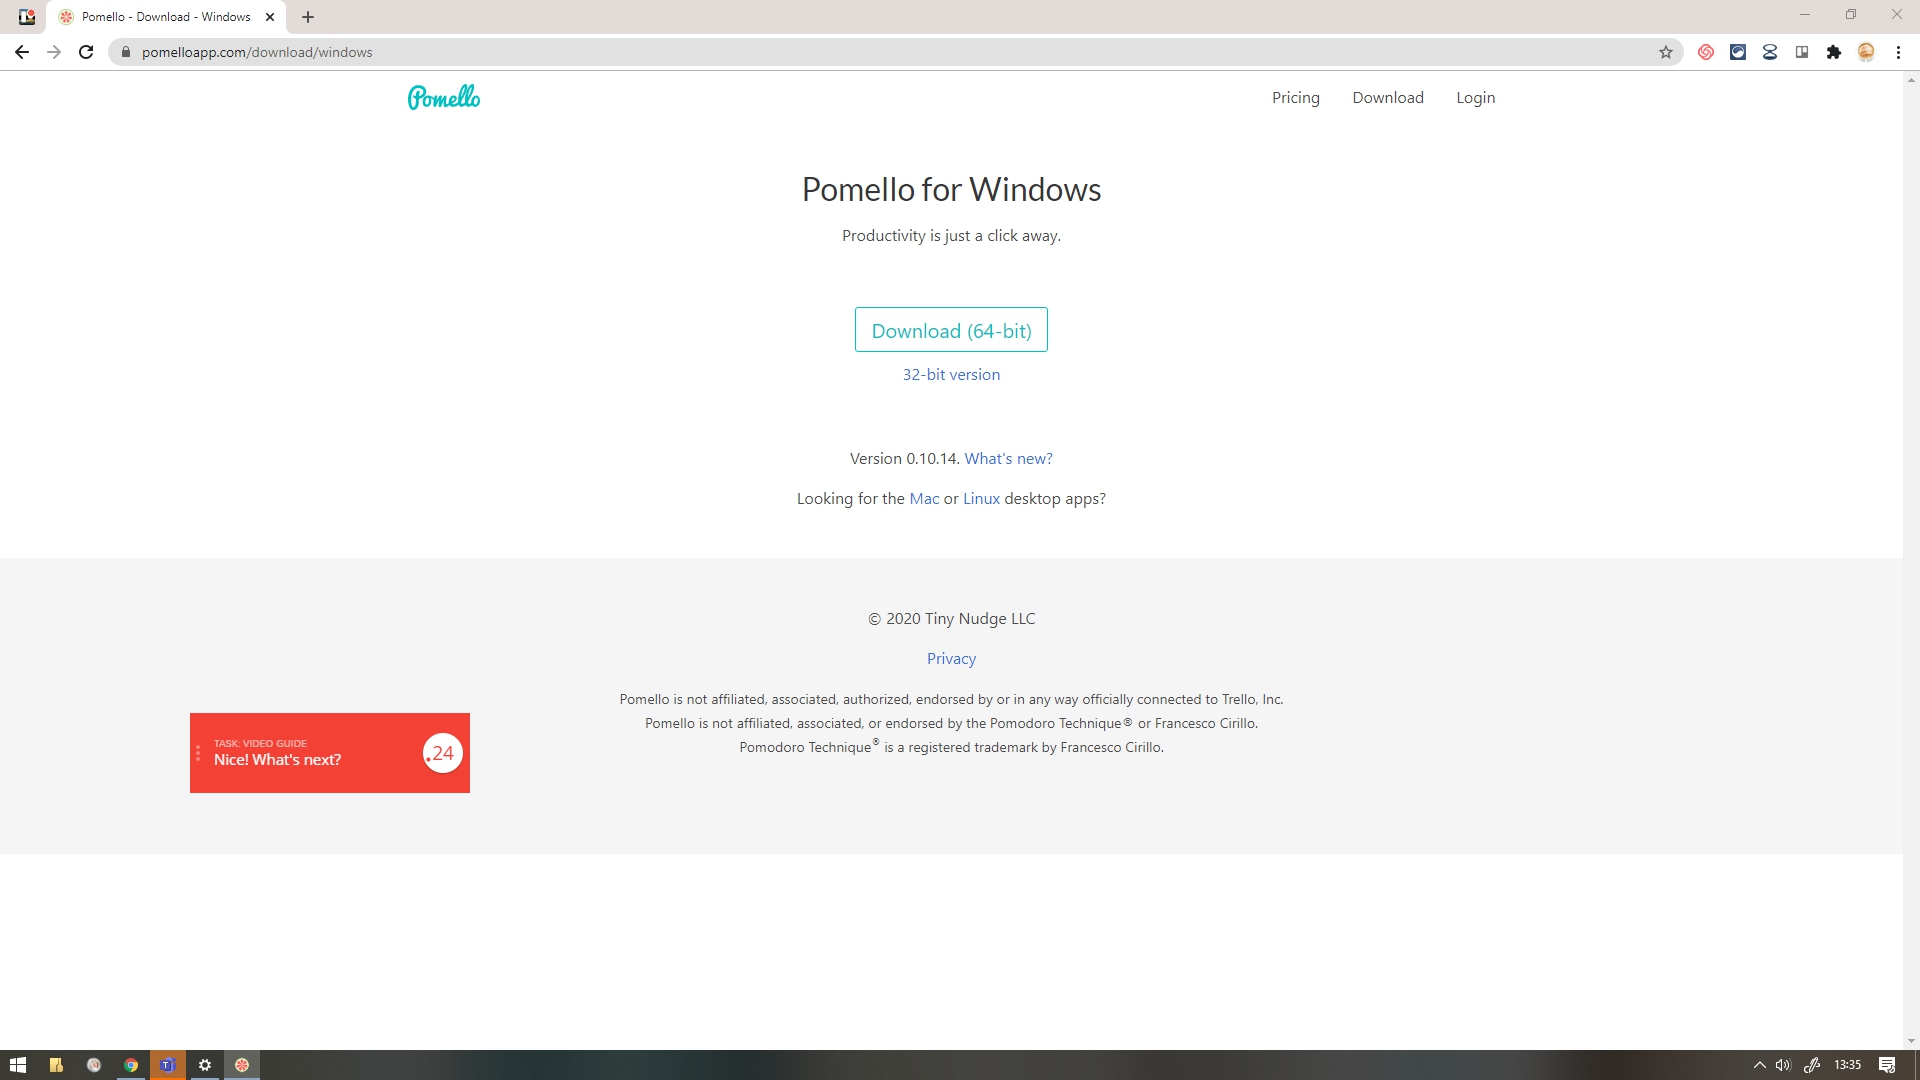 Pomello - Download - Windows
pomelloapp.com/download/windows
Pomello
Pricing
Download
Login
Pomello for Windows
Productivity is just a click away.
Download (64-bit)
32-bit version
Version 0.10.14. What's new?
Looking for the Mac or Linux desktop apps?
© 2020 Tiny Nudge LLC
Privacy
Pomello is not affiliated, associated, authorized, endorsed by or in any way officially connected to Trello, Inc.
Pomello is not affiliated, associated, or endorsed by the Pomodoro Technique® or Francesco Cirillo.
Pomodoro Technique® is a registered trademark by Francesco Cirillo.
TASK: VIDEO GUIDE
Nice! What's next?
.24
13:35